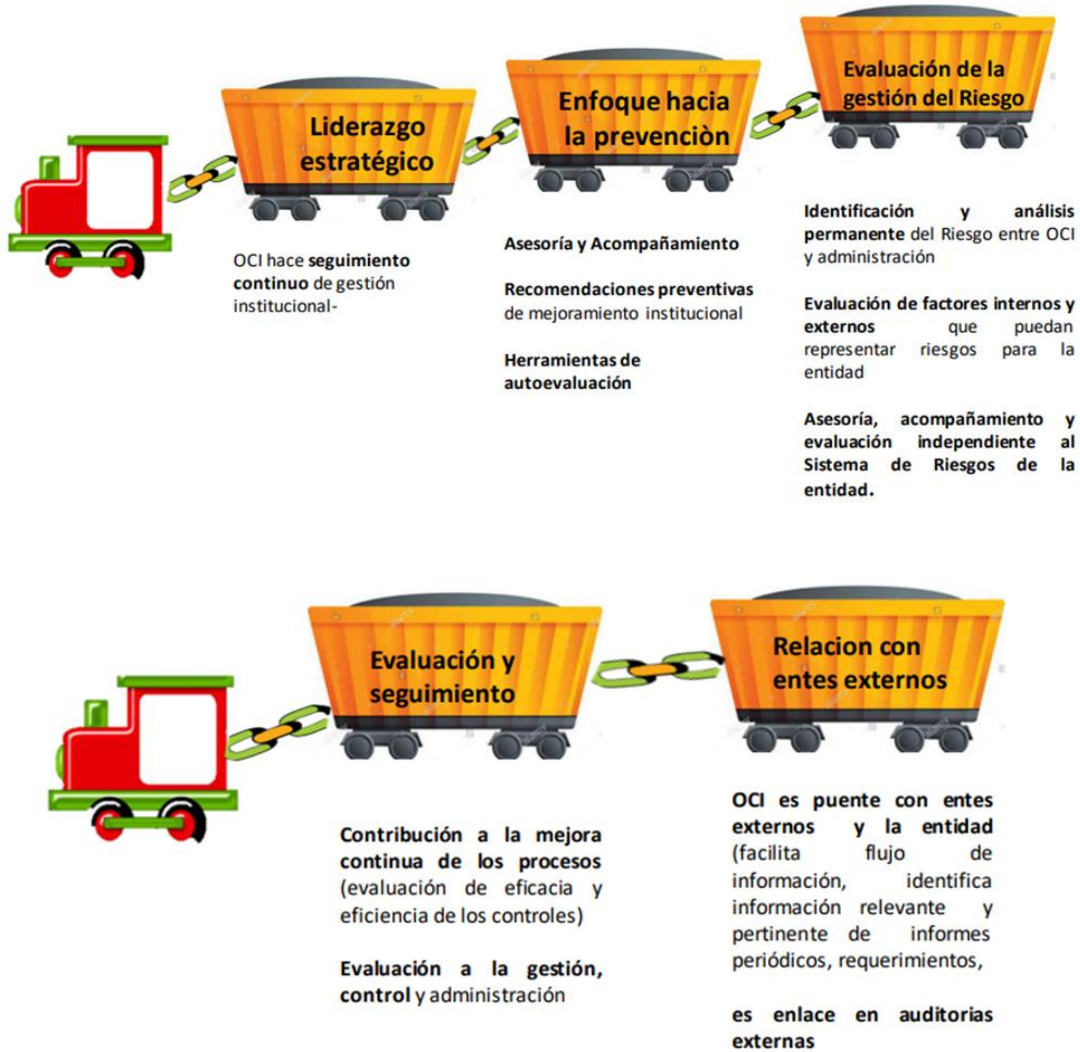 Liderazgo
estratégico
Enfoque hacia
la prevenciòn
Evaluación de la
gestión del Riesgo
OCI hace seguimiento
continuo de gestión
institucional-
Asesoría y Acompañamiento
Recomendaciones preventivas
de mejoramiento institucional
Herramientas de
autoevaluación
Identificación y análisis
permanente del Riesgo entre OCI
y administración
Evaluación de factores internos y
externos que puedan
representar riesgos para la
entidad
Asesoría, acompañamiento y
evaluación independiente al
Sistema de Riesgos de la
entidad.
Evaluación y
seguimiento
Relacion con
entes externos
Contribución a la mejora
continua de los procesos
(evaluación de eficacia y
eficiencia de los controles)
Evaluación a la gestión,
control y administración
OCI es puente con entes
externos y la entidad
(facilita flujo de
información, identifica
información relevante y
pertinente de informes
periódicos, requerimientos,
es enlace en auditorias
externas